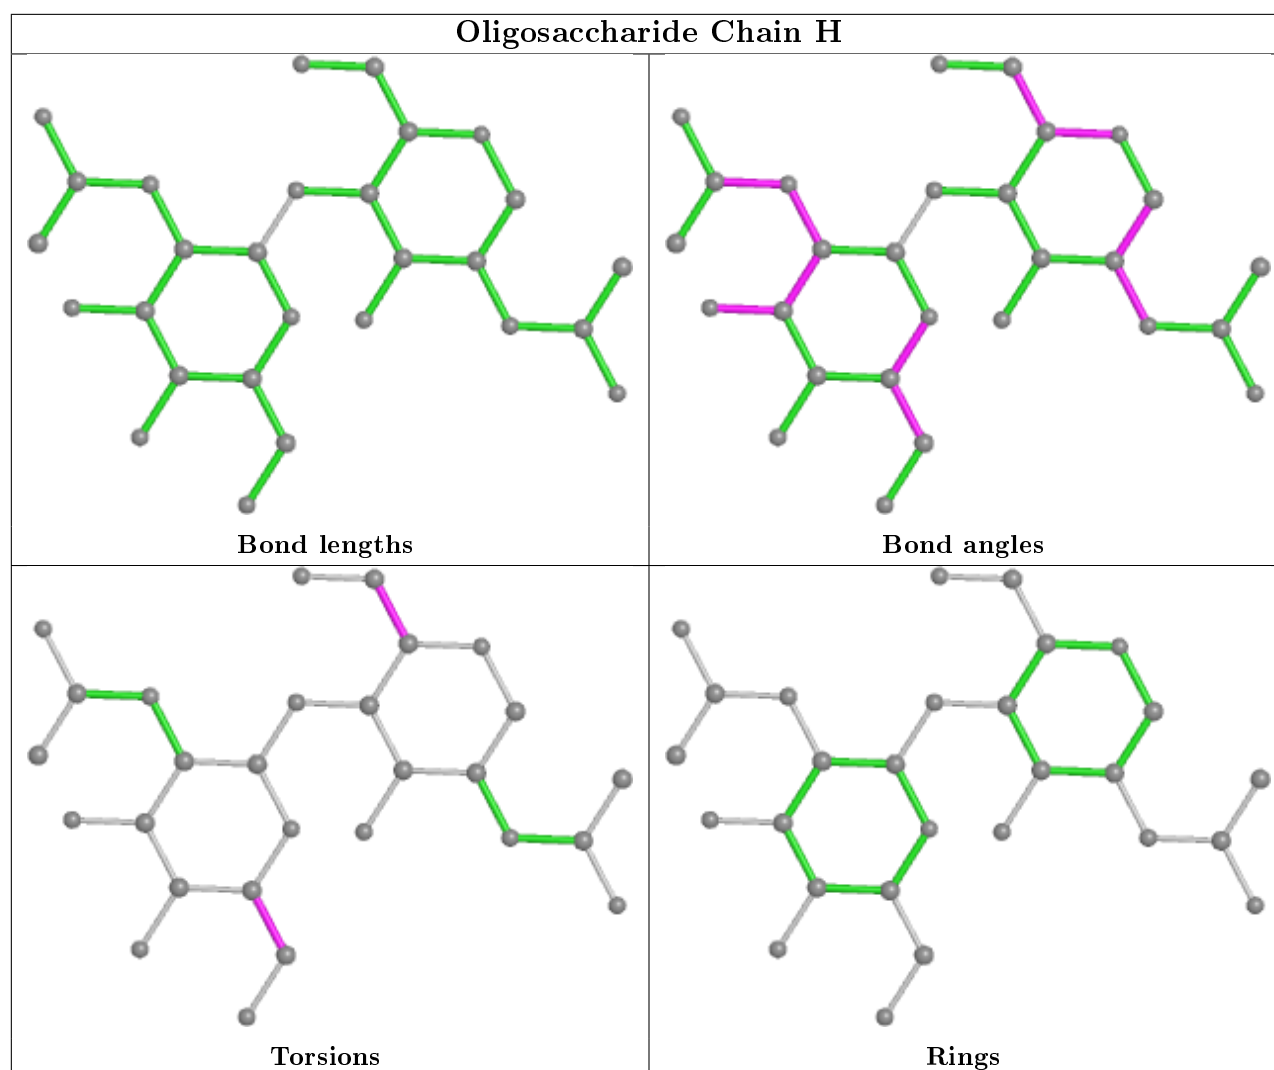 Oligosaccharide Chain H
Bond lengths
Bond angles
Torsions
Rings